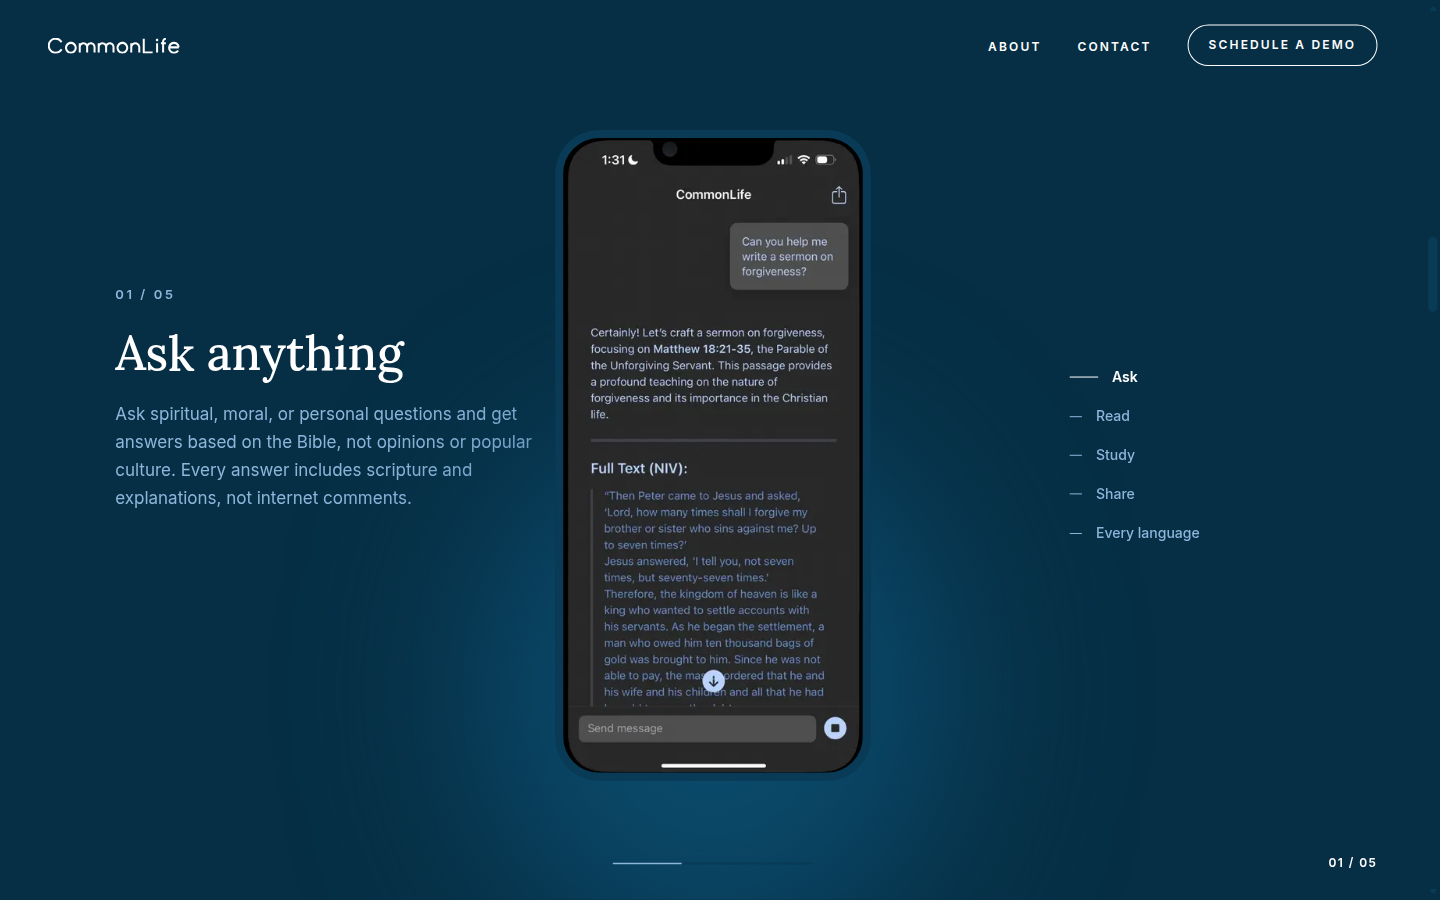 CommonLife
ABOUT
CONTACT
SCHEDULE A DEMO
01 / 05
Ask anything
Ask spiritual, moral, or personal questions and get
answers based on the Bible, not opinions or popular
culture. Every answer includes scripture and
explanations, not internet comments.
1:31
CommonLife
Can you help me
write a sermon on
forgiveness?
Certainly! Let's craft a sermon on forgiveness,
focusing on Matthew 18:21-35, the Parable of
the Unforgiving Servant. This passage provides
a profound teaching on the nature of
forgiveness and its importance in the Christian
life.
Full Text (NIV):
"Then Peter came to Jesus and asked,
'Lord, how many times shall I forgive my
brother or sister who sins against me? Up
to seven times?'
Jesus answered, 'I tell you, not seven
times, but seventy-seven times.'
Therefore, the kingdom of heaven is like a
king who wanted to settle accounts with
his servants. As he began the settlement, a
man who owed him ten thousand bags of
gold was brought to him. Since he was not
able to pay, the ordered that he and
his wife and his children and all that he had
Send message
Ask
Read
Study
Share
Every language
01 / 05